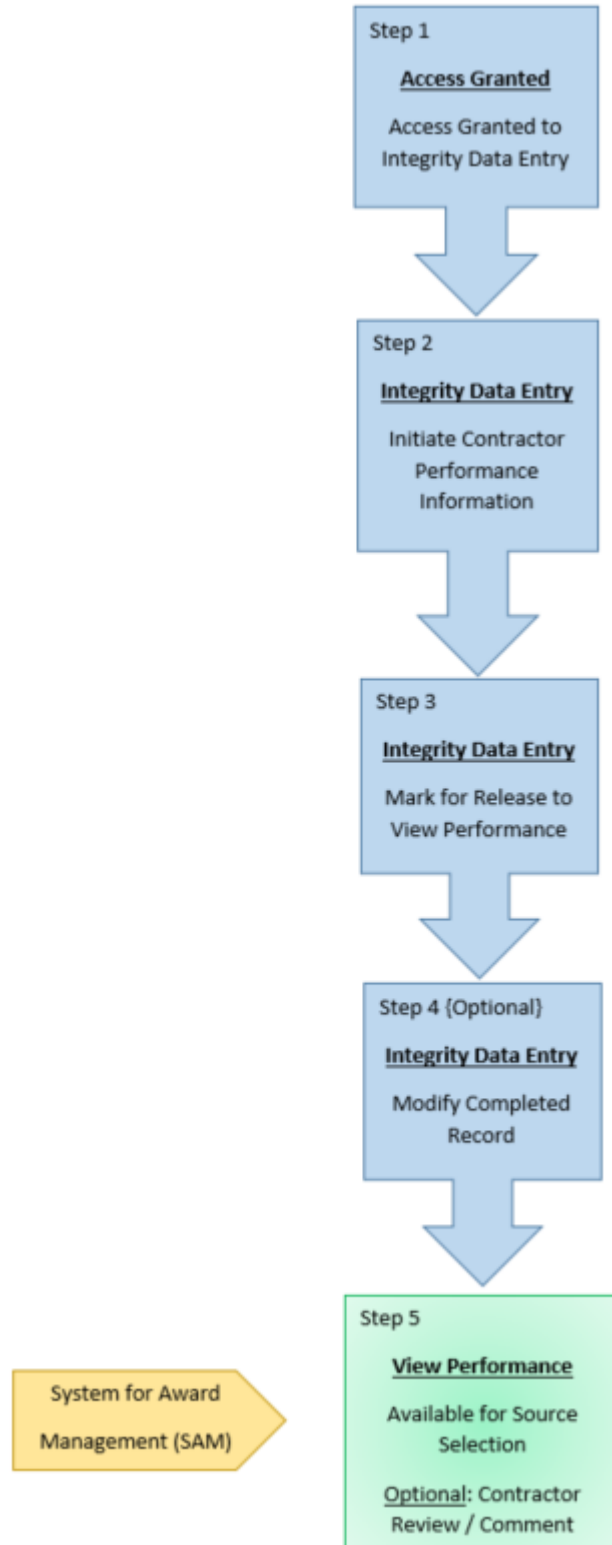 Step 1
Access Granted
Access Granted to
Integrity Data Entry
Step 2
Integrity Data Entry
Initiate Contractor
Performance
Information
Step 3
Integrity Data Entry
Mark for Release to
View Performance
Step 4 {Optional}
Integrity Data Entry
Modify Completed
Record
Step 5
View Performance
Available for Source
Selection
Optional: Contractor
Review / Comment
System for Award
Management (SAM)